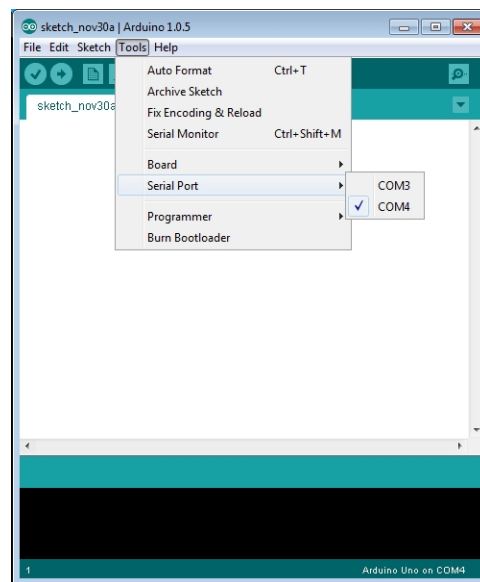 sketch_nov30a | Arduino 1.0.5
File Edit Sketch Tools Help
sketch_nov30a
Auto Format Ctrl+T
Archive Sketch
Fix Encoding & Reload
Serial Monitor Ctrl+Shift+M
Board
Serial Port
COM3
COM4
Programmer
Burn Bootloader
1 Arduino Uno on COM4